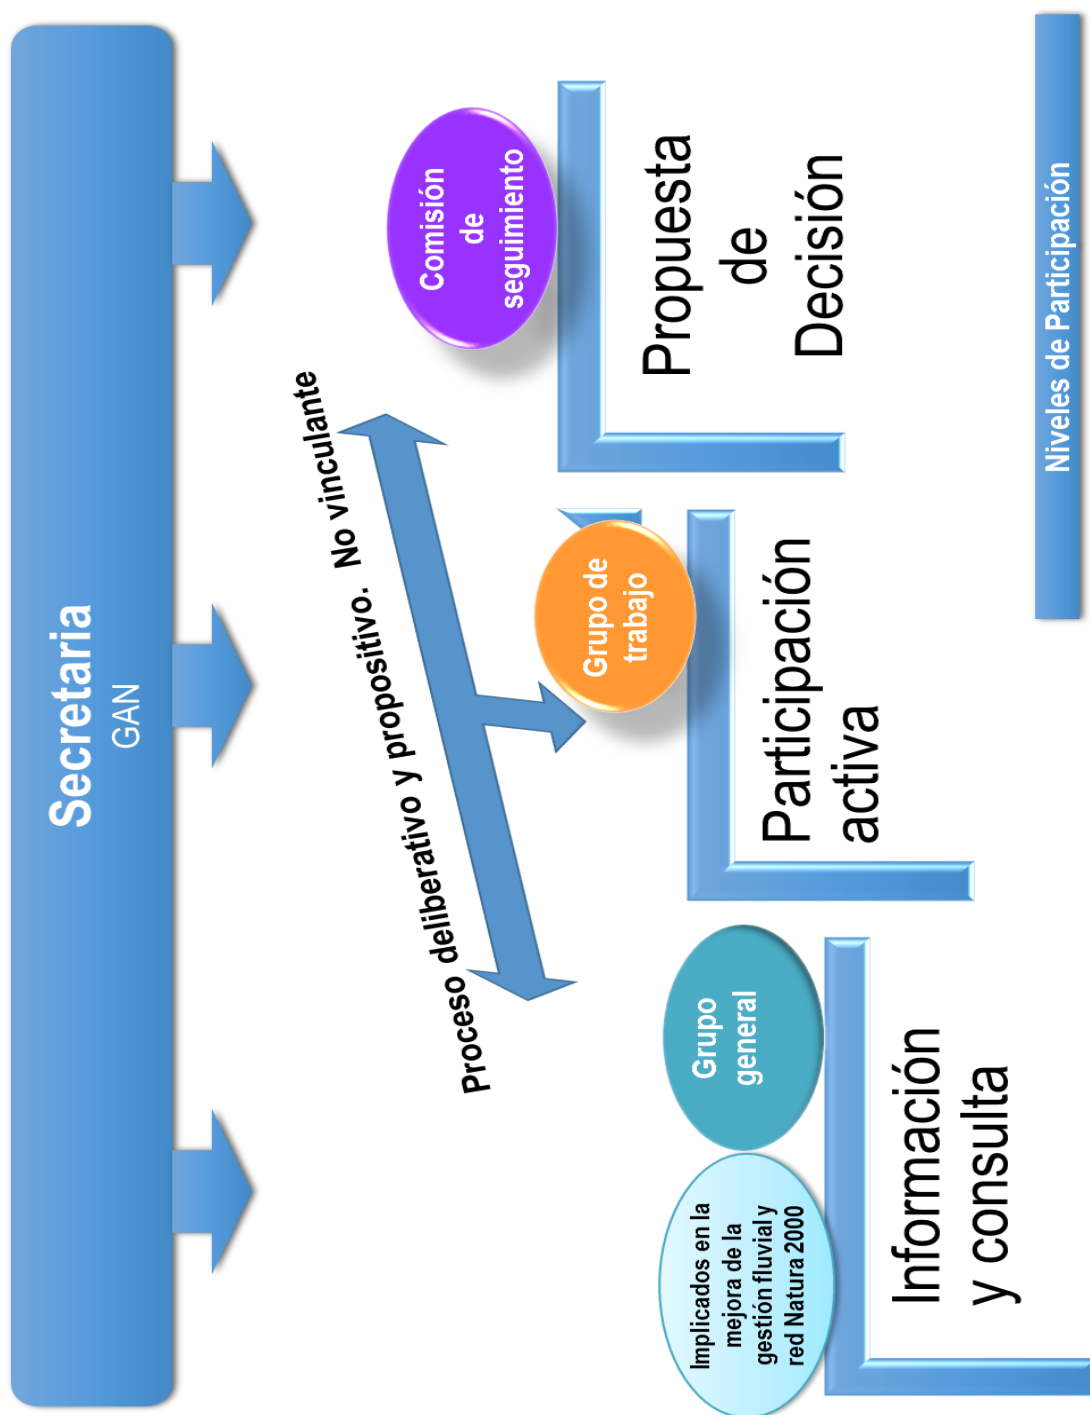 Secretaria
GAN
Proceso deliberativo y propositivo. No vinculante
Comisión
de
seguimiento
Grupo de
trabajo
Grupo
general
Implicados en la
mejora de la
gestión fluvial y
red Natura 2000
Información
y consulta
Participación
activa
Propuesta
de
Decisión
Niveles de Participación